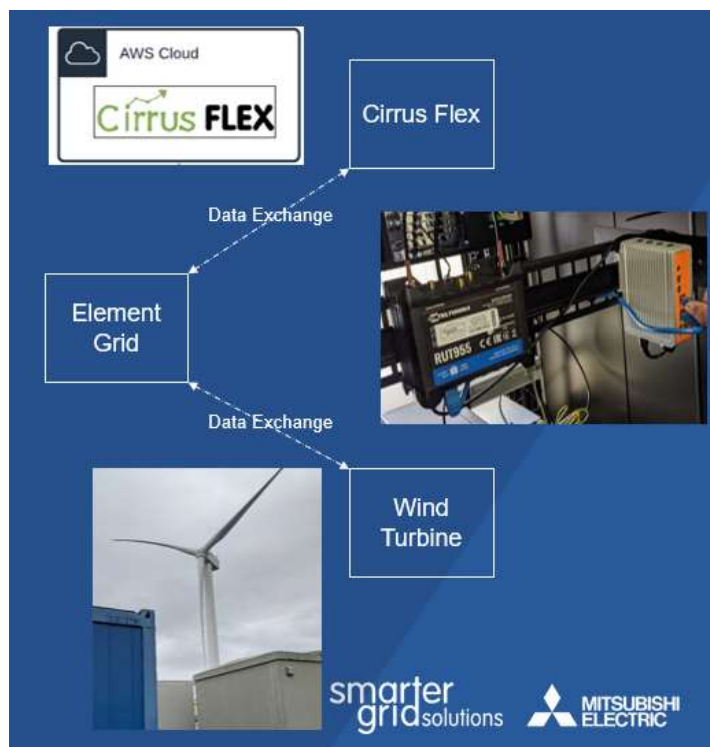 AWS Cloud
Cirrus FLEX
Cirrus Flex
Data Exchange
Element
Grid
RUT955
Data Exchange
Wind
Turbine
smarter
grid solutions
MITSUBISHI
ELECTRIC